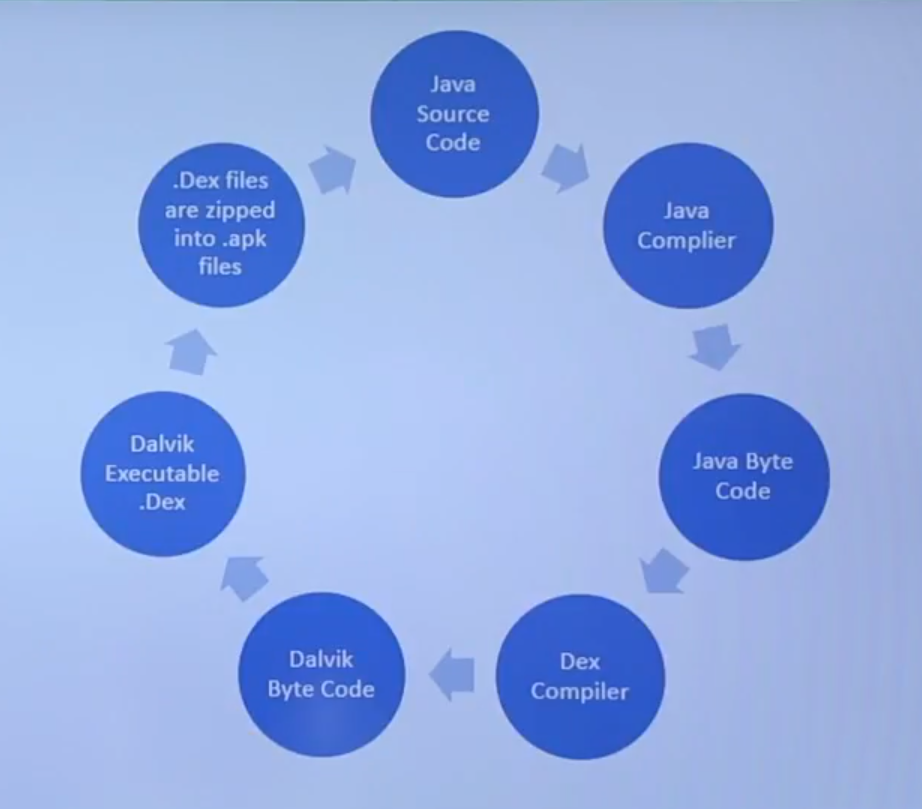 Java
Source
Code
Java
Complier
Java Byte
Code
Dex
Compiler
Dalvik
Byte Code
Dalvik
Executable
.Dex
.Dex files
are zipped
into .apk
files